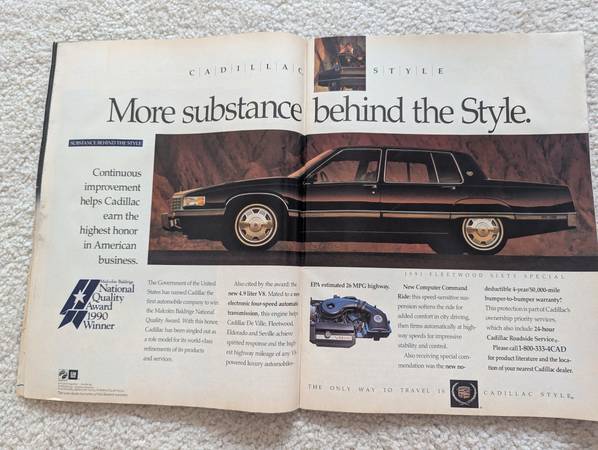 CADILLAC STYLE
More substance behind the Style.
SUBSTANCE BEHIND THE STYLE
Continuous
improvement
helps Cadillac
earn the
highest honor
in American
business.
1991 FLEETWOOD SIXTY SPECIAL
Malcolm Baldrige
National
Quality
Award
1990
Winner
The Government of the United
States has named Cadillac the
first automobile company to win
the Malcolm Baldrige National
Quality Award. With this honor,
Cadillac has been singled out as
a role model for its world-class
refinements of its products
and services.
Also cited by the award: the
new 4.9 liter V8. Mated to a new
electronic four-speed automatic
transmission, this engine helps
Cadillac De Ville, Fleetwood,
Eldorado and Seville achieve
spirited response and the high-
est highway mileage of any V8-
powered luxury automobile
EPA estimated 26 MPG highway.
New Computer Command
Ride: this speed-sensitive sus-
pension softens the ride for
added comfort in city driving,
then firms automatically at high-
way speeds for impressive
stability and control.
Also receiving special com-
mendation was the new no-
deductible 4-year/50,000-mile
bumper-to-bumper warranty!
This protection is part of Cadillac's
ownership priority services,
which also include 24-hour
Cadillac Roadside Service.
Please call 1-800-333-4CAD
for product literature and the loca-
tion of your nearest Cadillac dealer.
GM
THE ONLY WAY TO TRAVEL IS CADILLAC STYLE